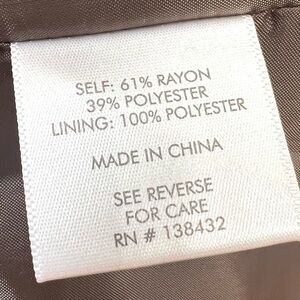 SELF: 61% RAYON
39% POLYESTER
LINING: 100% POLYESTER
MADE IN CHINA
SEE REVERSE
FOR CARE
RN # 138432